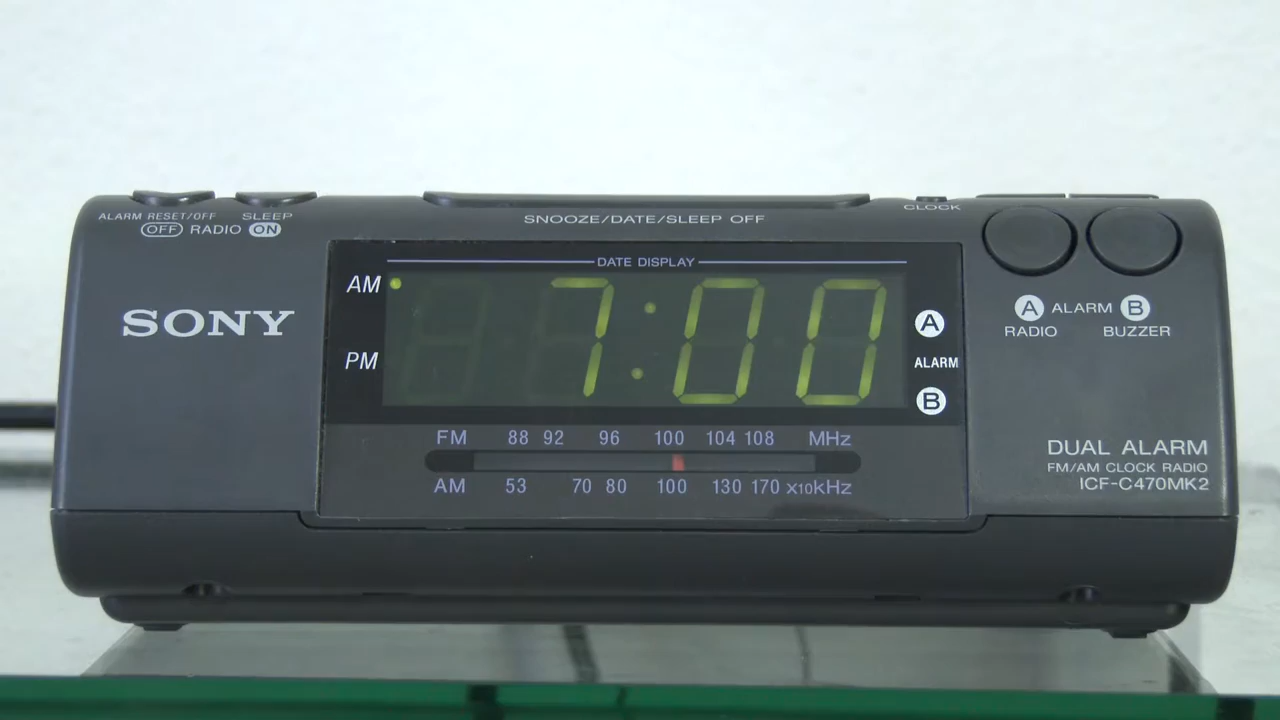 ALARM RESET/OFF SLEEP
OFF RADIO ON
SNOOZE/DATE/SLEEP OFF
CLOCK
DATE DISPLAY
AM
7:00
PM
SONY
A
ALARM
B
A ALARM B
RADIO BUZZER
FM 88 92 96 100 104 108 MHz
AM 53 70 80 100 130 170 x10kHz
DUAL ALARM
FM/AM CLOCK RADIO
ICF-C470MK2